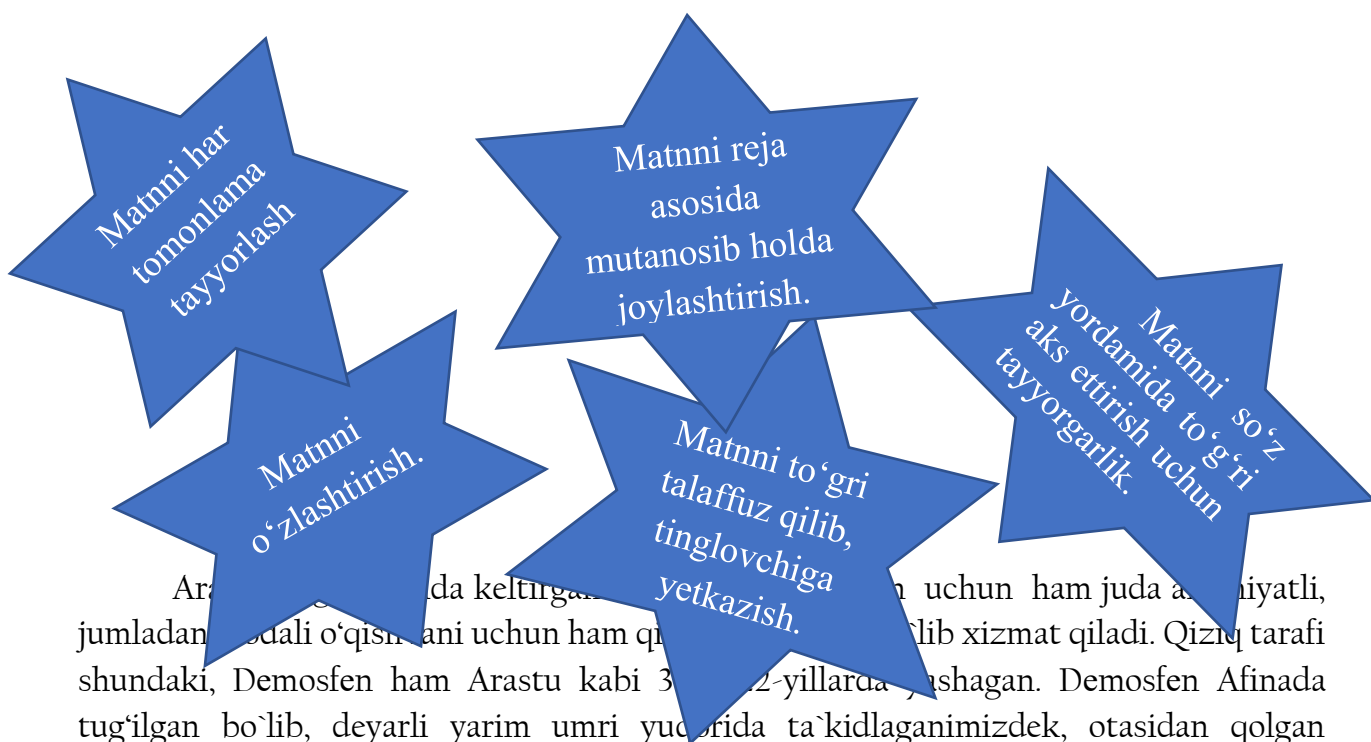 Matnni har
tomonlama
tayyorlash
Matnni reja
asosida
mutanosib holda
joylashtirish.
Matnni so‘z
yordamida to‘g‘ri
aks ettirish uchun
tayyorgarlik.
Matnni
o‘zlashtirish.
Matnni to‘gri
talaffuz qilib,
tinglovchiga
yetkazish.
uchun ham juda
jumladan o‘qish uchun ham xizmat qiladi. Qiziq tarafi
shundaki, Demosfen ham Arastu kabi yashagan. Demosfen Afinada
tug‘ilgan bo`lib, deyarli yarim umri yuqorida ta`kidlaganimizdek, otasidan qolgan